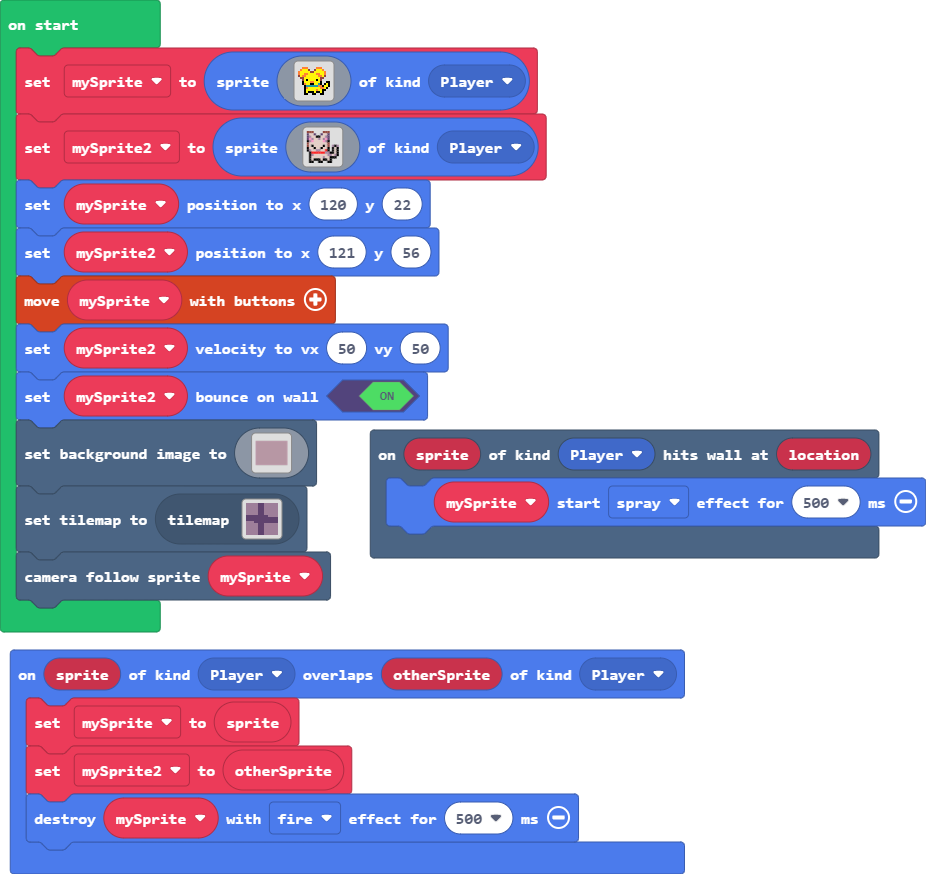 on start
set mySprite to sprite of kind Player
set mySprite2 to sprite of kind Player
set mySprite position to x 120 y 22
set mySprite2 position to x 121 y 56
move mySprite with buttons
set mySprite2 velocity to vx 50 vy 50
set mySprite2 bounce on wall ON
set background image to
set tilemap to tilemap
camera follow sprite mySprite
on sprite of kind Player hits wall at location
mySprite start spray effect for 500 ms
on sprite of kind Player overlaps otherSprite of kind Player
set mySprite to sprite
set mySprite2 to otherSprite
destroy mySprite with fire effect for 500 ms